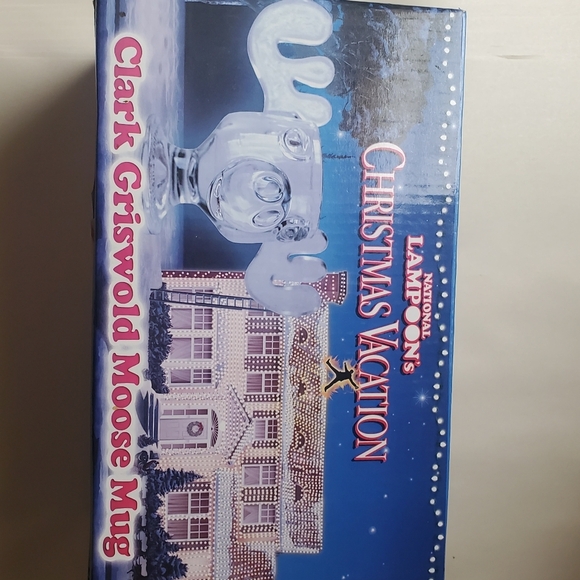 NATIONAL
LAMPOON'S
CHRISTMAS VACATION
Clark Griswold Moose Mug